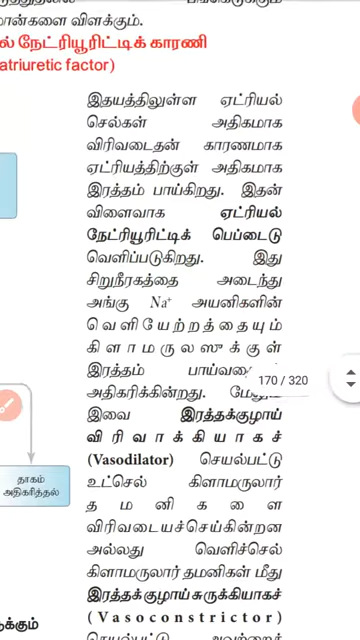 மோன்களை விளக்கும்.
ல் நேட்ரியூரிட்டிக் காரணி
atriuretic factor)
இதயத்திலுள்ள ஏட்ரியல்
செல்கள் அதிகமாக
விரிவடைதன் காரணமாக
ஏட்ரியத்திற்குள் அதிகமாக
இரத்தம் பாய்கிறது. இதன்
விளைவாக ஏட்ரியல்
நேட்ரியூரிட்டிக் பெப்டைடு
வெளிப்படுகிறது. இது
சிறுநீரகத்தை அடைந்து
அங்கு Na⁺ அயனிகளின்
வெளியேற்றத்தையும்
கிளாமருலஸுக்குள்
இரத்தம் பாய்வதை
170 / 320
அதிகரிக்கின்றது.
இவை இரத்தக்குழாய்
விரிவாக்கியாகச்
(Vasodilator) செயல்பட்டு
உட்செல் கிளாமருலார்
தமனிகளை
விரிவடையச்செய்கின்றன
அல்லது வெளிச்செல்
கிளாமருலார் தமனிகள் மீது
இரத்தக்குழாய்சுருக்கியாகச்
(Vasoconstrictor)
செயல்பட்டு அவற்றைச்
தாகம்
அதிகரித்தல்
க்கும்